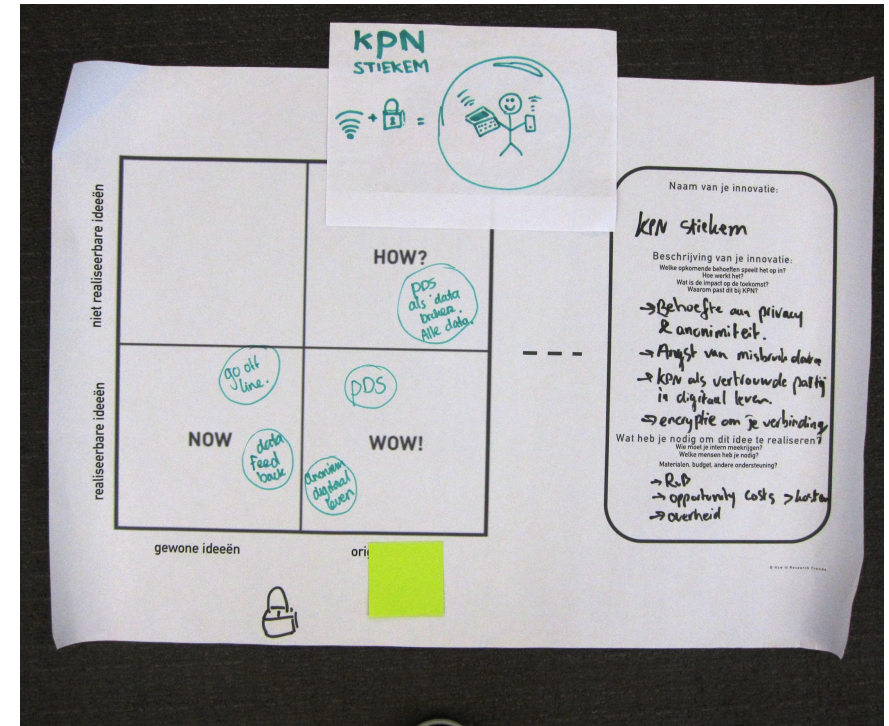 KPN
STIEKEM
+ =
niet realiseerbare ideeën
realiseerbare ideeën
HOW?
PDS
als data
broker.
Alle data.
go off
line.
PDS
NOW
WOW!
data
Feed
back
anoniem
digitaal
leven
gewone ideeën
Naam van je innovatie:
KPN Stiekem
Beschrijving van je innovatie:
Welke opkomende behoeften speelt het op in?
Hoe werkt het?
Wat is de impact op de toekomst?
Waarom past dit bij KPN?
→ Behoefte aan privacy
& anonimiteit.
→ Angst van misbruik data
→ KPN als vertrouwde partij
in digitaal leven.
→ encryptie om je verbinding
Wat heb je nodig om dit idee te realiseren?
Wie moet je intern meekrijgen?
Welke mensen heb je nodig?
Materialen, budget, andere ondersteuning?
→ R&D
→ opportunity costs > kosten
→ overheid